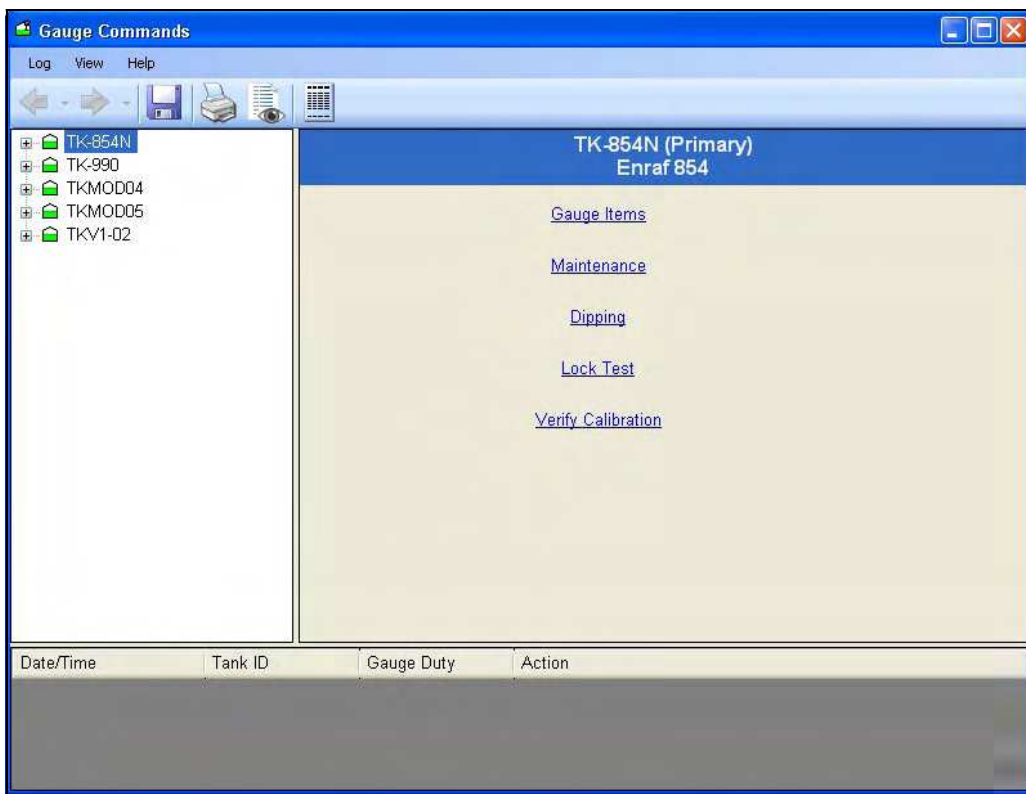 Gauge Commands
Log View Help
TK-854N
TK-990
TKMOD04
TKMOD05
TKV1-02
TK-854N (Primary)
Enraf 854
Gauge Items
Maintenance
Dipping
Lock Test
Verify Calibration
Date/Time Tank ID Gauge Duty Action